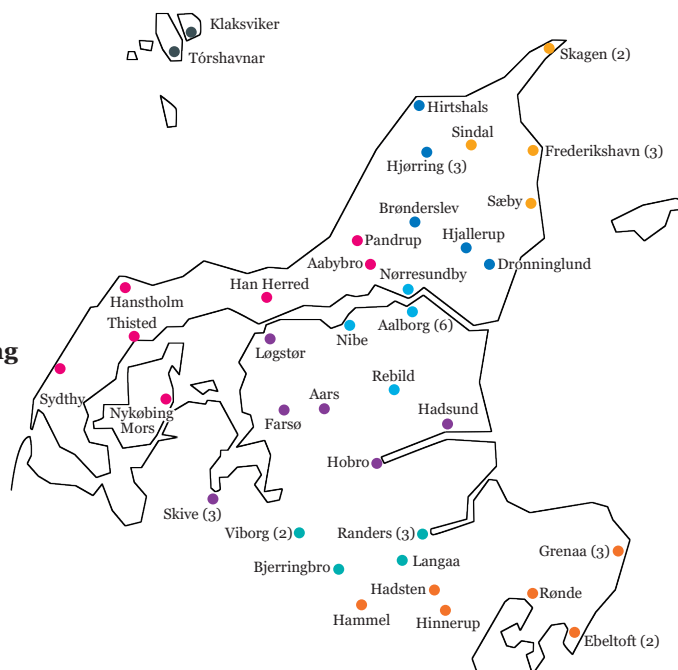 Klaksviker
Tórshavnar
Skagen (2)
Hirtshals
Sindal
Frederikshavn (3)
Hjørring (3)
Sæby
Brønderslev
Pandrup
Hjallerup
Aabybro
Dronninglund
Nørresundby
Han Herred
Hanstholm
Thisted
Aalborg (6)
Nibe
Løgstør
ng
Sydthy
Rebild
Nykøbing
Mors
Aars
Farsø
Hadsund
Hobro
Skive (3)
Viborg (2)
Randers (3)
Grenaa (3)
Bjerringbro
Langaa
Hadsten
Rønde
Hammel
Hinnerup
Ebeltoft (2)